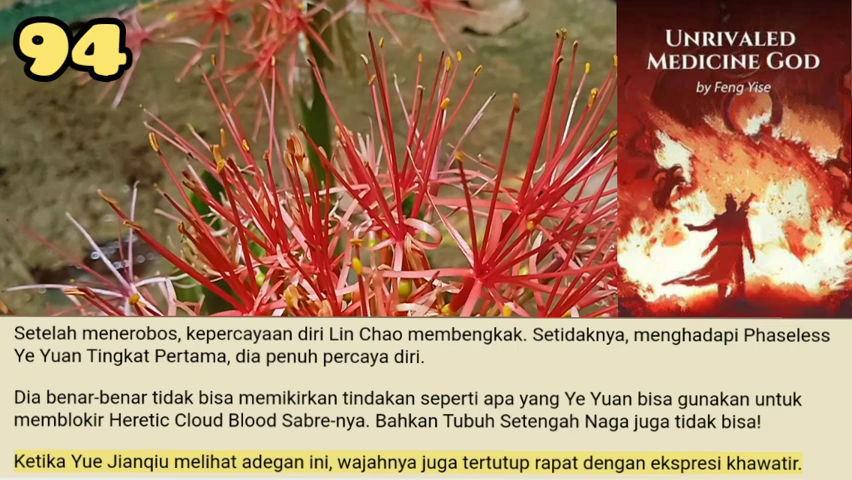 94
UNRIVALED
MEDICINE GOD
by Feng Yise
Setelah menerobos, kepercayaan diri Lin Chao membengkak. Setidaknya, menghadapi Phaseless
Ye Yuan Tingkat Pertama, dia penuh percaya diri.
Dia benar-benar tidak bisa memikirkan tindakan seperti apa yang Ye Yuan bisa gunakan untuk
memblokir Heretic Cloud Blood Sabre-nya. Bahkan Tubuh Setengah Naga juga tidak bisa!
Ketika Yue Jianqiu melihat adegan ini, wajahnya juga tertutup rapat dengan ekspresi khawatir.